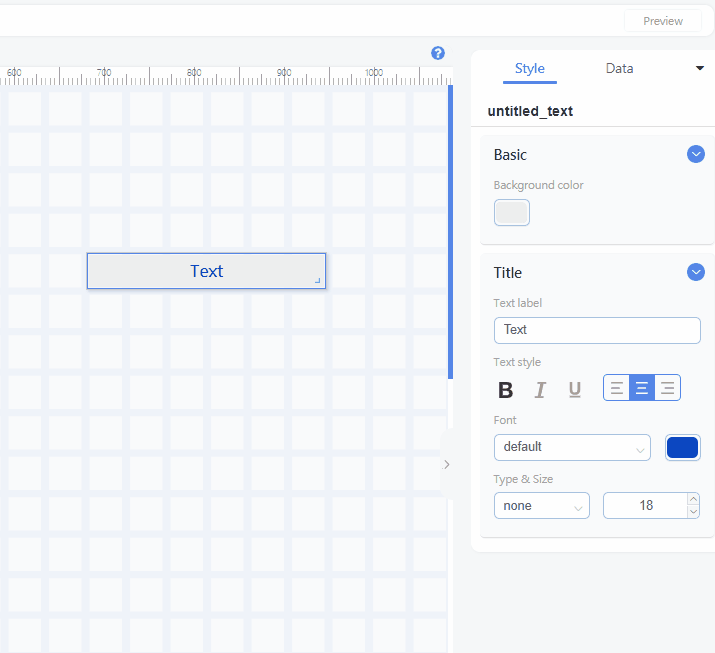 Preview
600 700 800 900 1000
Style Data
untitled_text
Basic
Background color
Text
Title
Text label
Text
Text style
B I U
Font
default
Type & Size
none 18